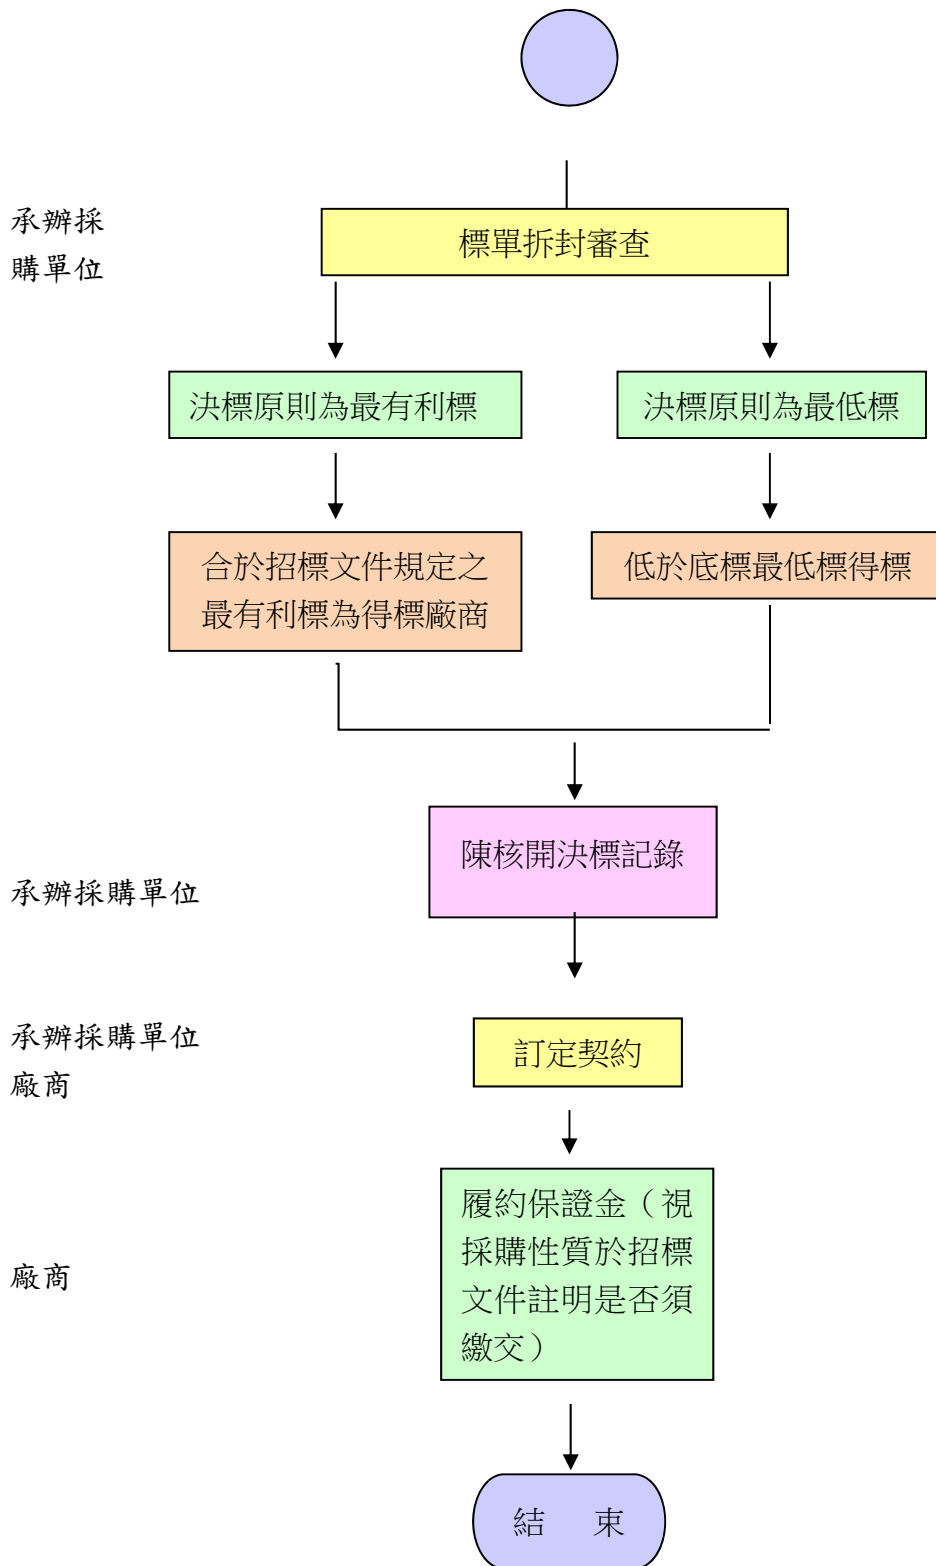 承辦採
購單位
標單拆封審查
決標原則為最有利標
決標原則為最低標
合於招標文件規定之
最有利標為得標廠商
低於底標最低標得標
陳核開決標記錄
承辦採購單位
承辦採購單位
廠商
訂定契約
廠商
履約保證金（視
採購性質於招標
文件註明是否須
繳交）
結　束